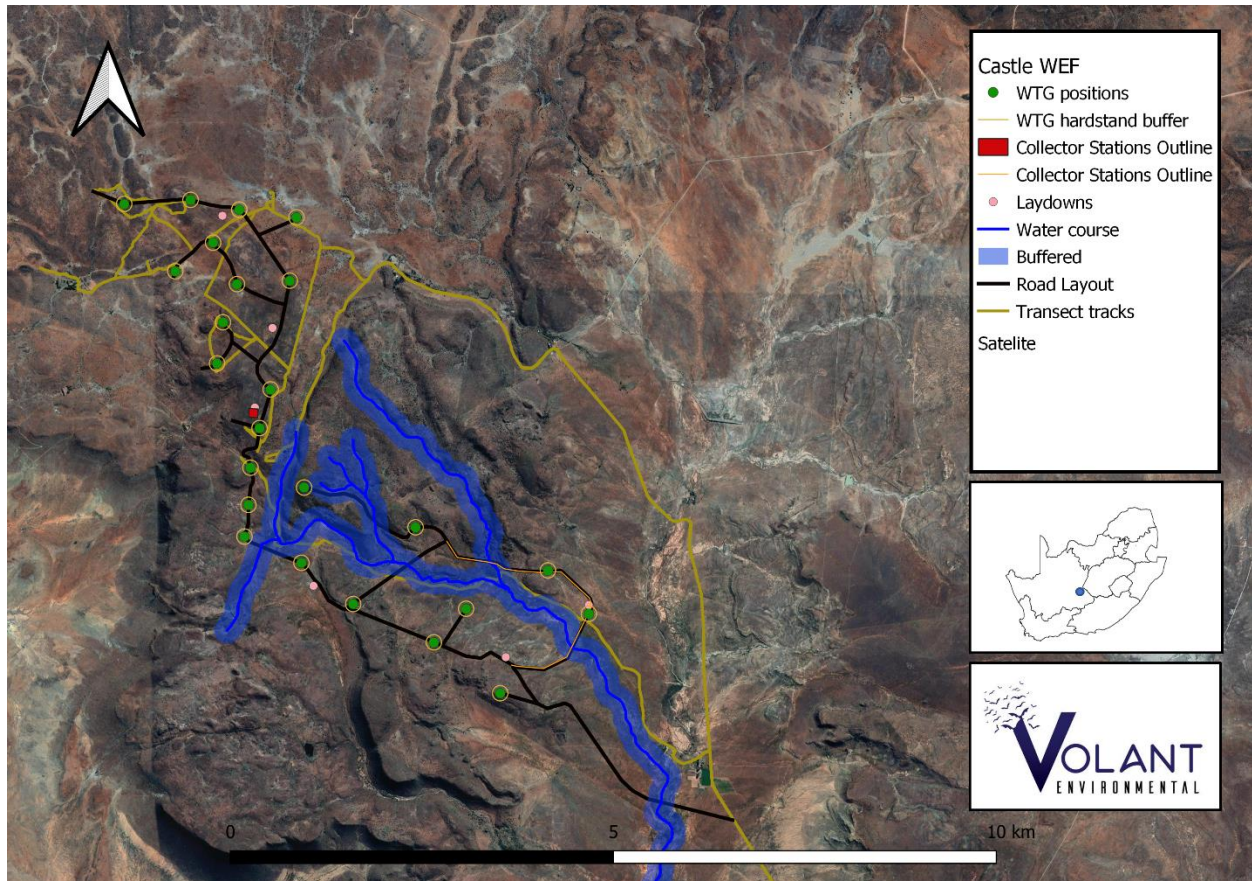 Castle WEF
WTG positions
WTG hardstand buffer
Collector Stations Outline
Collector Stations Outline
Laydowns
Water course
Buffered
Road Layout
Transect tracks
Satelite
VOLANT
ENVIRONMENTAL
0 5 10 km